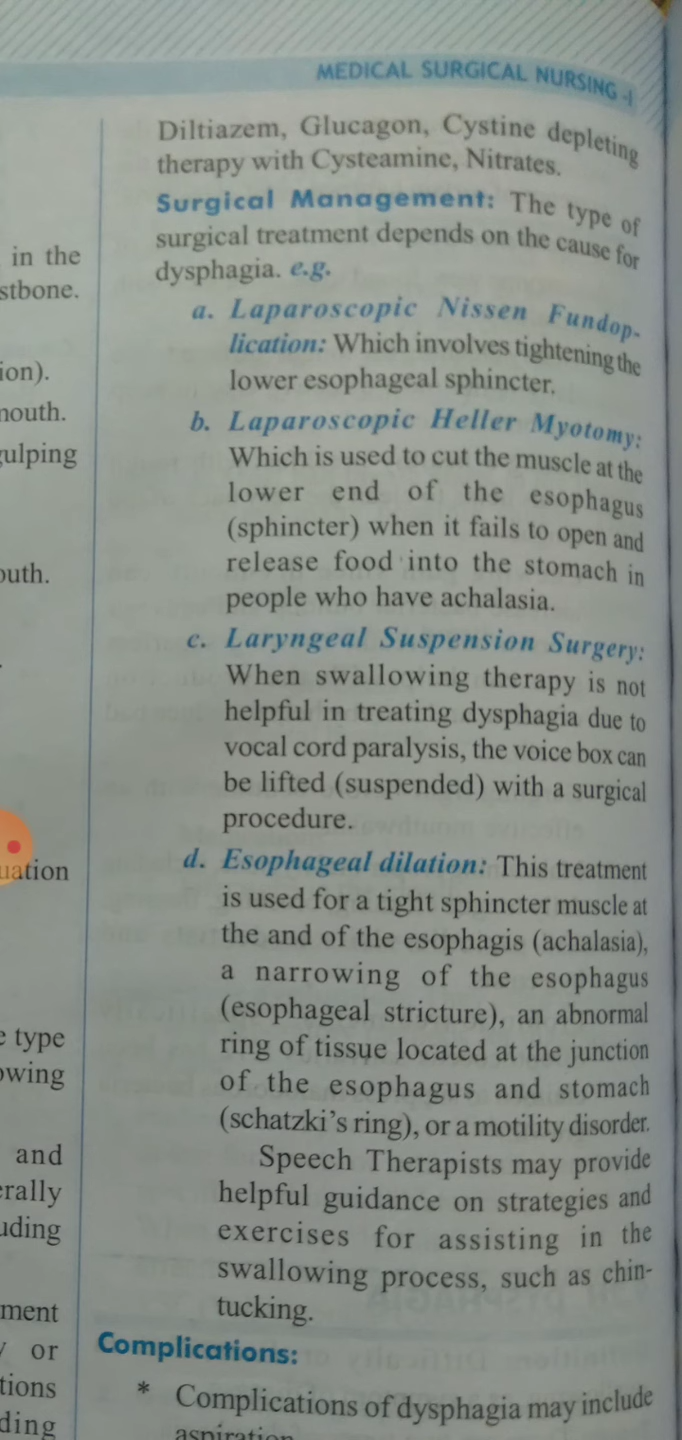 MEDICAL SURGICAL NURSING -I
in the
stbone.
ion).
mouth.
gulping
outh.
uation
e type
owing
and
erally
uding
ment
y or
tions
ding
Diltiazem, Glucagon, Cystine depleting
therapy with Cysteamine, Nitrates.
Surgical Management: The type of
surgical treatment depends on the cause for
dysphagia. e.g.
a. Laparoscopic Nissen Fundop-
lication: Which involves tightening the
lower esophageal sphincter.
b. Laparoscopic Heller Myotomy:
Which is used to cut the muscle at the
lower end of the esophagus
(sphincter) when it fails to open and
release food into the stomach in
people who have achalasia.
c. Laryngeal Suspension Surgery:
When swallowing therapy is not
helpful in treating dysphagia due to
vocal cord paralysis, the voice box can
be lifted (suspended) with a surgical
procedure.
d. Esophageal dilation: This treatment
is used for a tight sphincter muscle at
the and of the esophagis (achalasia),
a narrowing of the esophagus
(esophageal stricture), an abnormal
ring of tissue located at the junction
of the esophagus and stomach
(schatzki's ring), or a motility disorder.
Speech Therapists may provide
helpful guidance on strategies and
exercises for assisting in the
swallowing process, such as chin-
tucking.
Complications:
* Complications of dysphagia may include
aspiration